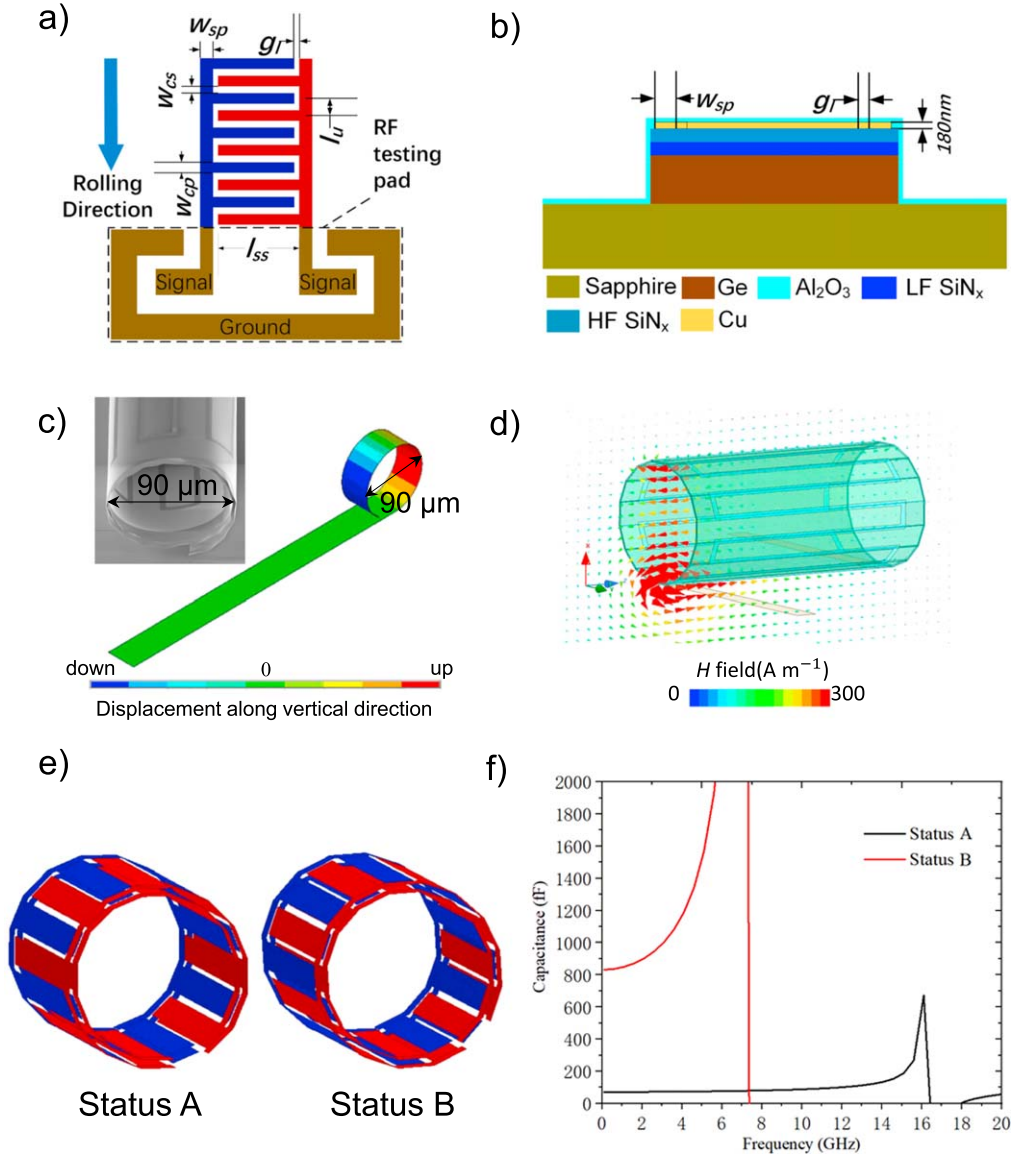 a)
Wsp
gl
Wcs
lu
RF
testing
pad
Rolling
Direction
Wcp
lss
Signal
Signal
Ground
b)
Wsp
gl
180nm
Sapphire
Ge
Al₂O₃
LF SiNₓ
HF SiNₓ
Cu
c)
90 μm
90 μm
down
0
up
Displacement along vertical direction
d)
H field(A m⁻¹)
0
300
e)
Status A
Status B
f)
2000
1800
1600
1400
1200
1000
800
600
400
200
0
Capacitance (fF)
Status A
Status B
0 2 4 6 8 10 12 14 16 18 20
Frequency (GHz)